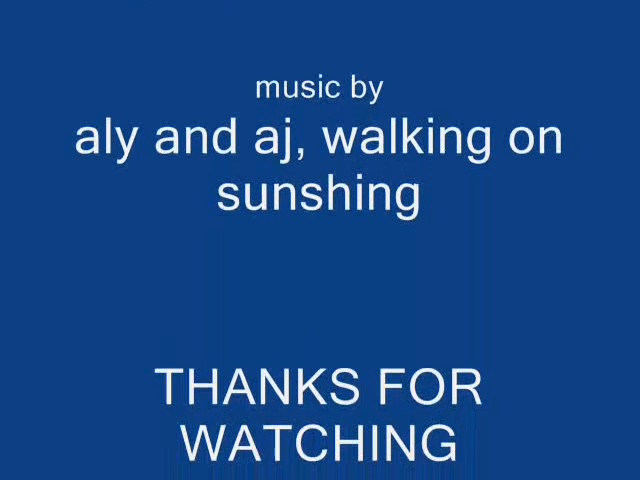 music by
aly and aj, walking on
sunshing
THANKS FOR
WATCHING